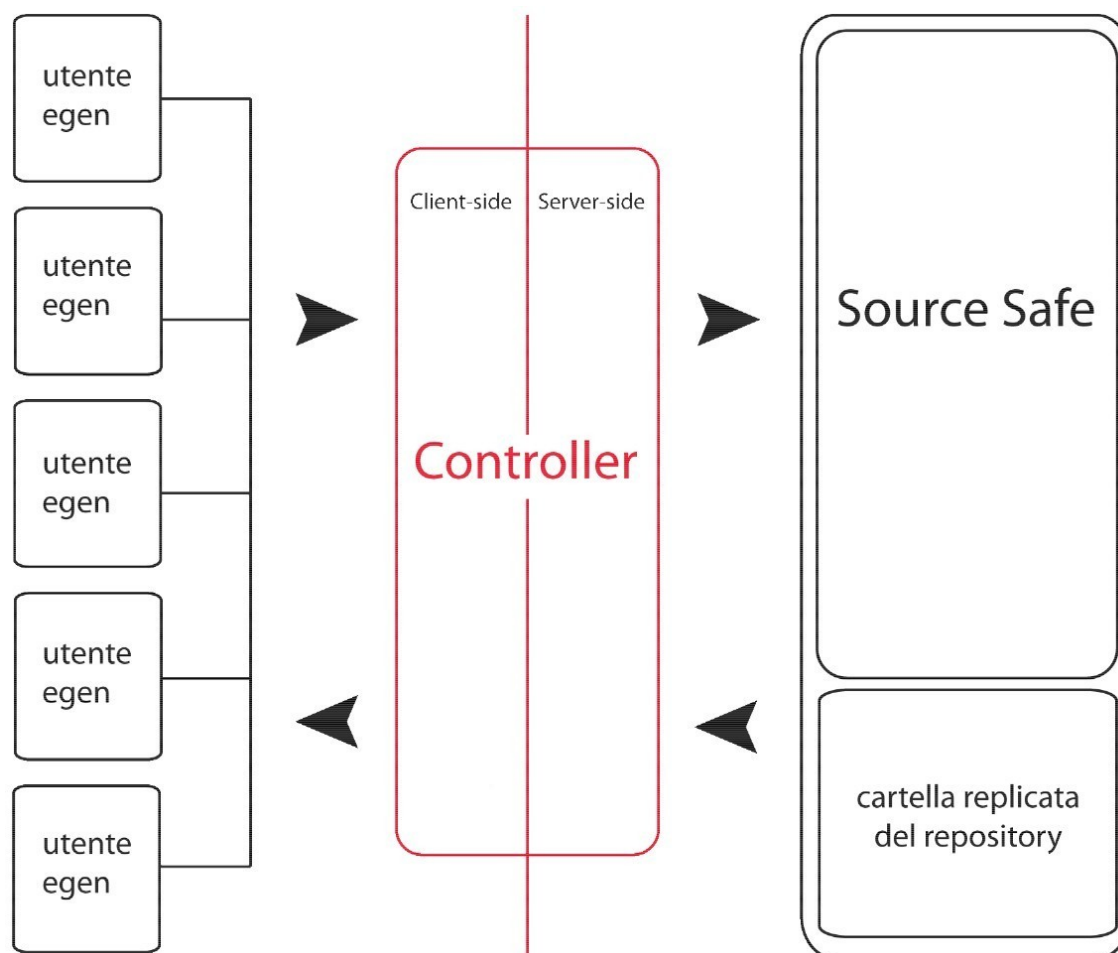 utente
egen
utente
egen
utente
egen
utente
egen
utente
egen
Client-side
Server-side
Controller
Source Safe
cartella replicata
del repository